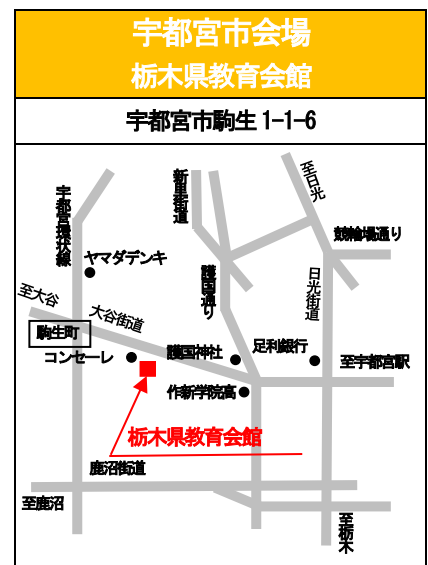 宇都宮市会場
栃木県教育会館
宇都宮市駒生 1-1-6
至日光
新里街道
宇都宮環状線
競輪場通り
ヤマダデンキ
護国通り
日光街道
至大谷
大谷街道
駒生町
コンセーレ
護国神社
足利銀行
至宇都宮駅
作新学院高
栃木県教育会館
鹿沼街道
至鹿沼
至栃木